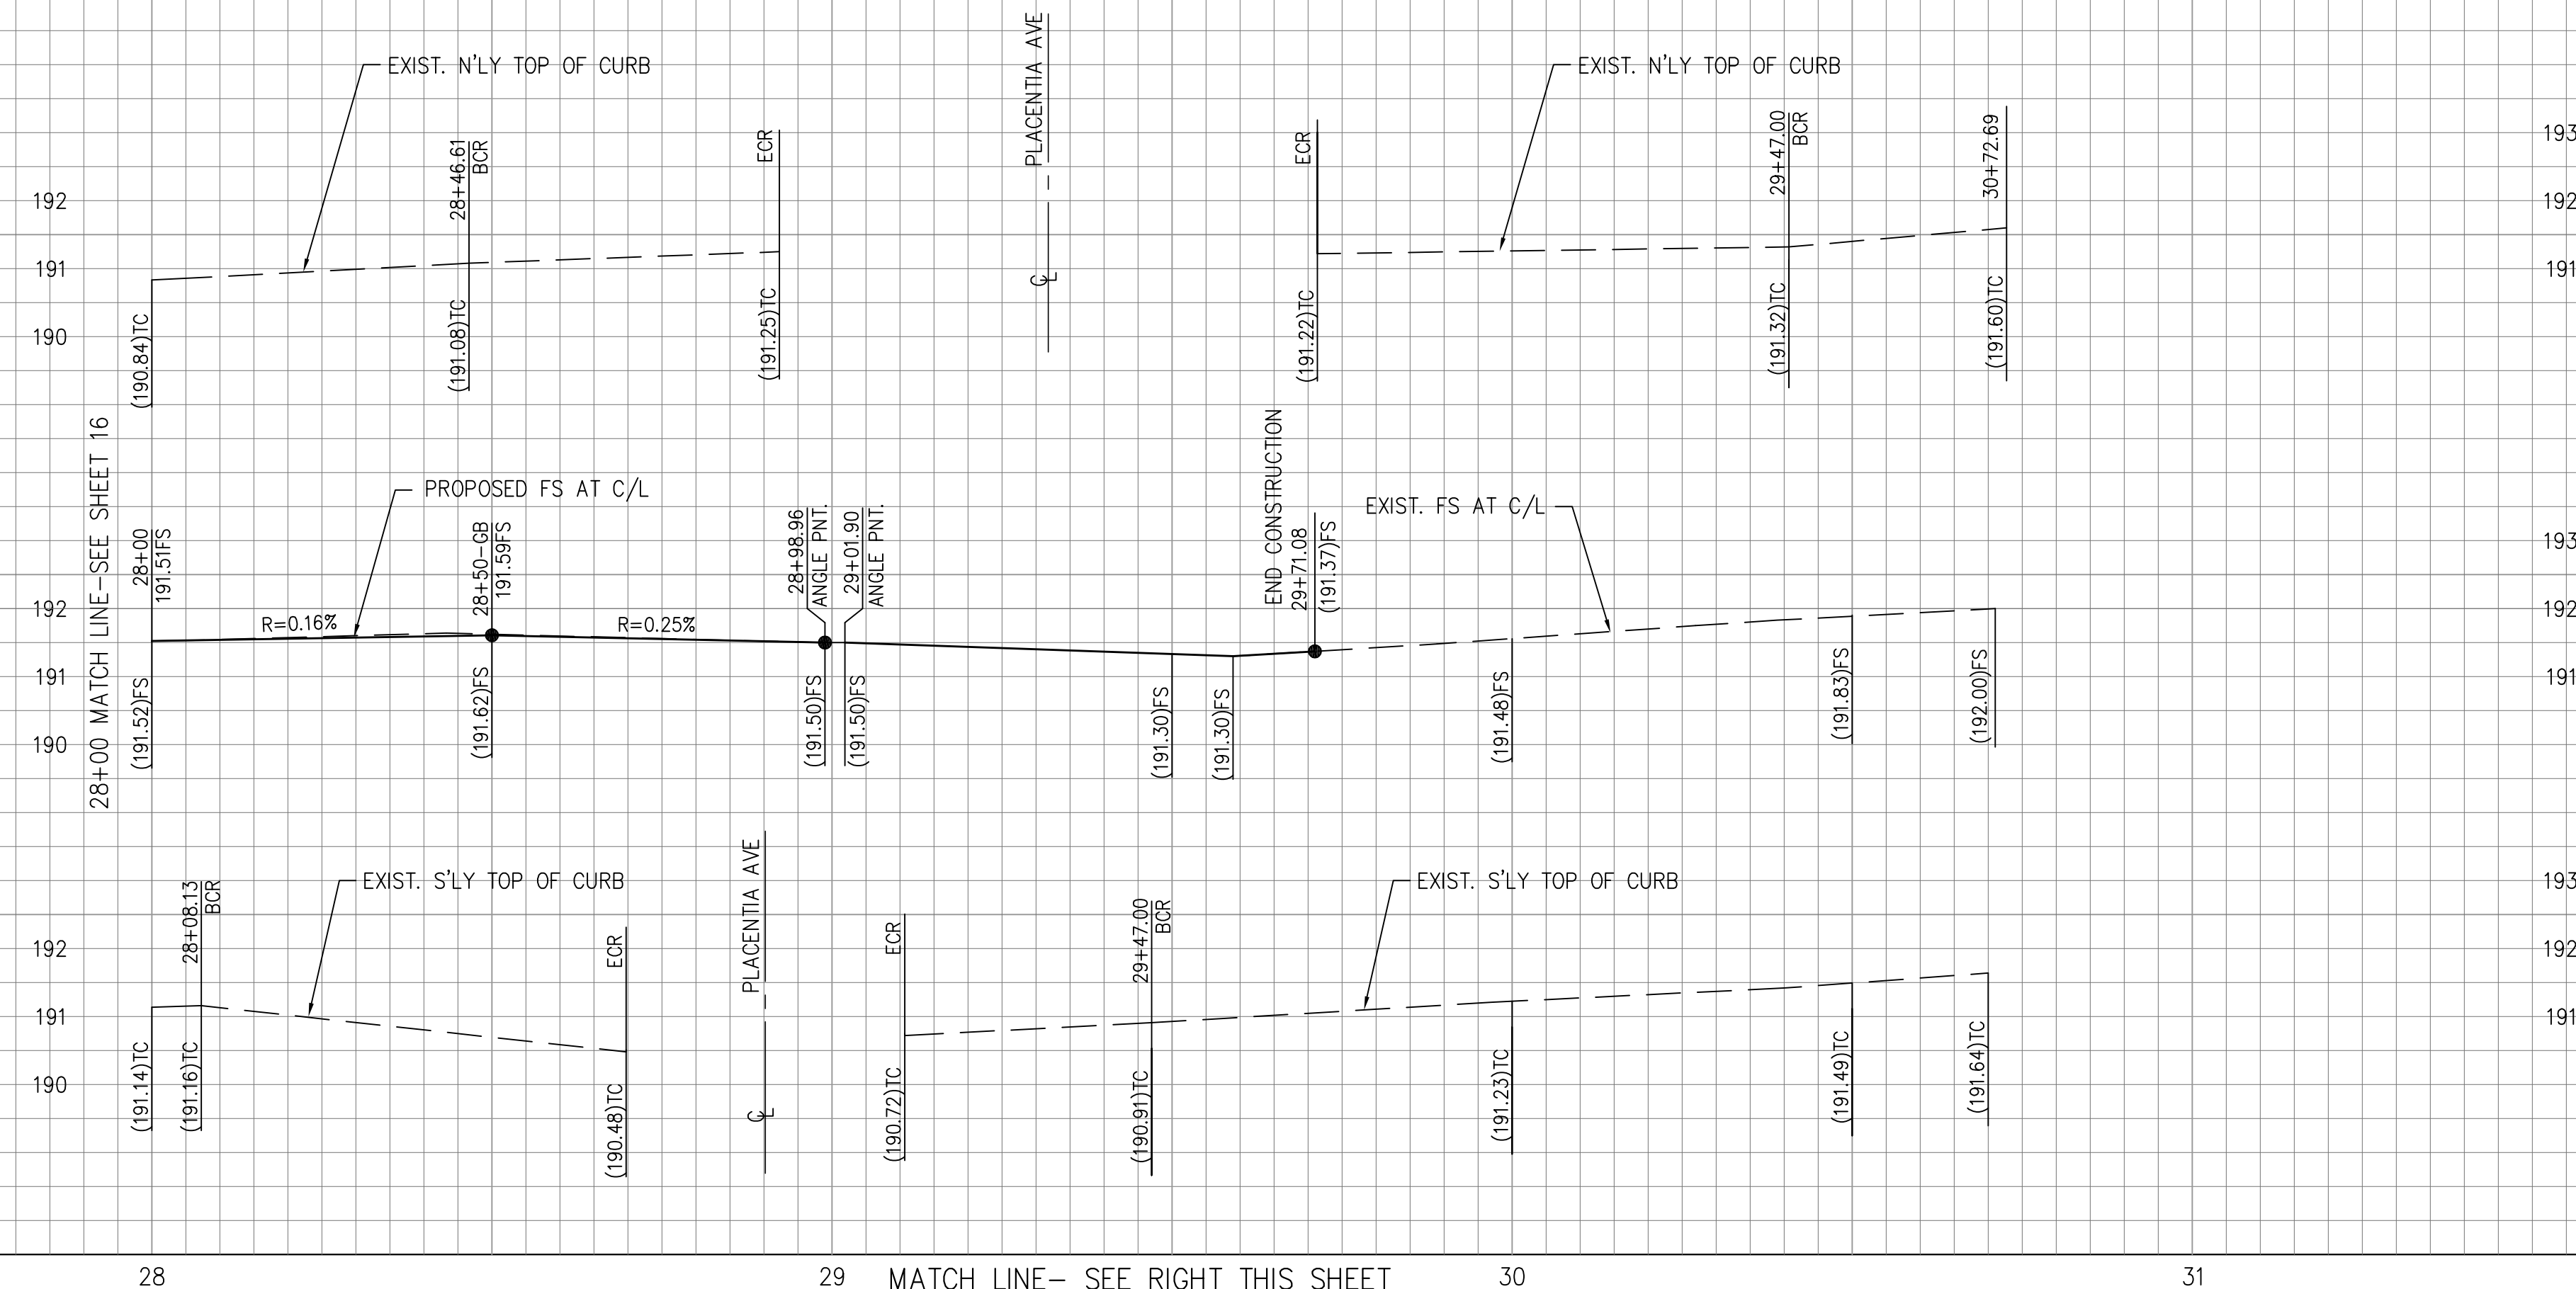 EXIST. N'LY TOP OF CURB
PLACENTIA AVE
EXIST. N'LY TOP OF CURB
28+46.61
BCR
ECR
ECR
29+47.00
BCR
30+72.69
193
192
192
191
191
190
(190.84)TC
(191.08)TC
(191.25)TC
℄
(191.22)TC
(191.32)TC
(191.60)TC
28+00 MATCH LINE-SEE SHEET 16
PROPOSED FS AT C/L
END CONSTRUCTION
EXIST. FS AT C/L
28+00
191.51FS
28+50-GB
191.59FS
28+98.96
ANGLE PNT.
29+01.90
ANGLE PNT.
29+71.08
(191.37)FS
193
192
192
R=0.16%
R=0.25%
191
191
190
(191.52)FS
(191.62)FS
(191.50)FS
(191.50)FS
(191.30)FS
(191.30)FS
(191.48)FS
(191.83)FS
(192.00)FS
PLACENTIA AVE
EXIST. S'LY TOP OF CURB
EXIST. S'LY TOP OF CURB
28+08.13
BCR
ECR
ECR
29+47.00
BCR
193
192
192
191
191
190
(191.14)TC
(191.16)TC
(190.48)TC
℄
(190.72)TC
(190.91)TC
(191.23)TC
(191.49)TC
(191.64)TC
28
29
MATCH LINE- SEE RIGHT THIS SHEET
30
31